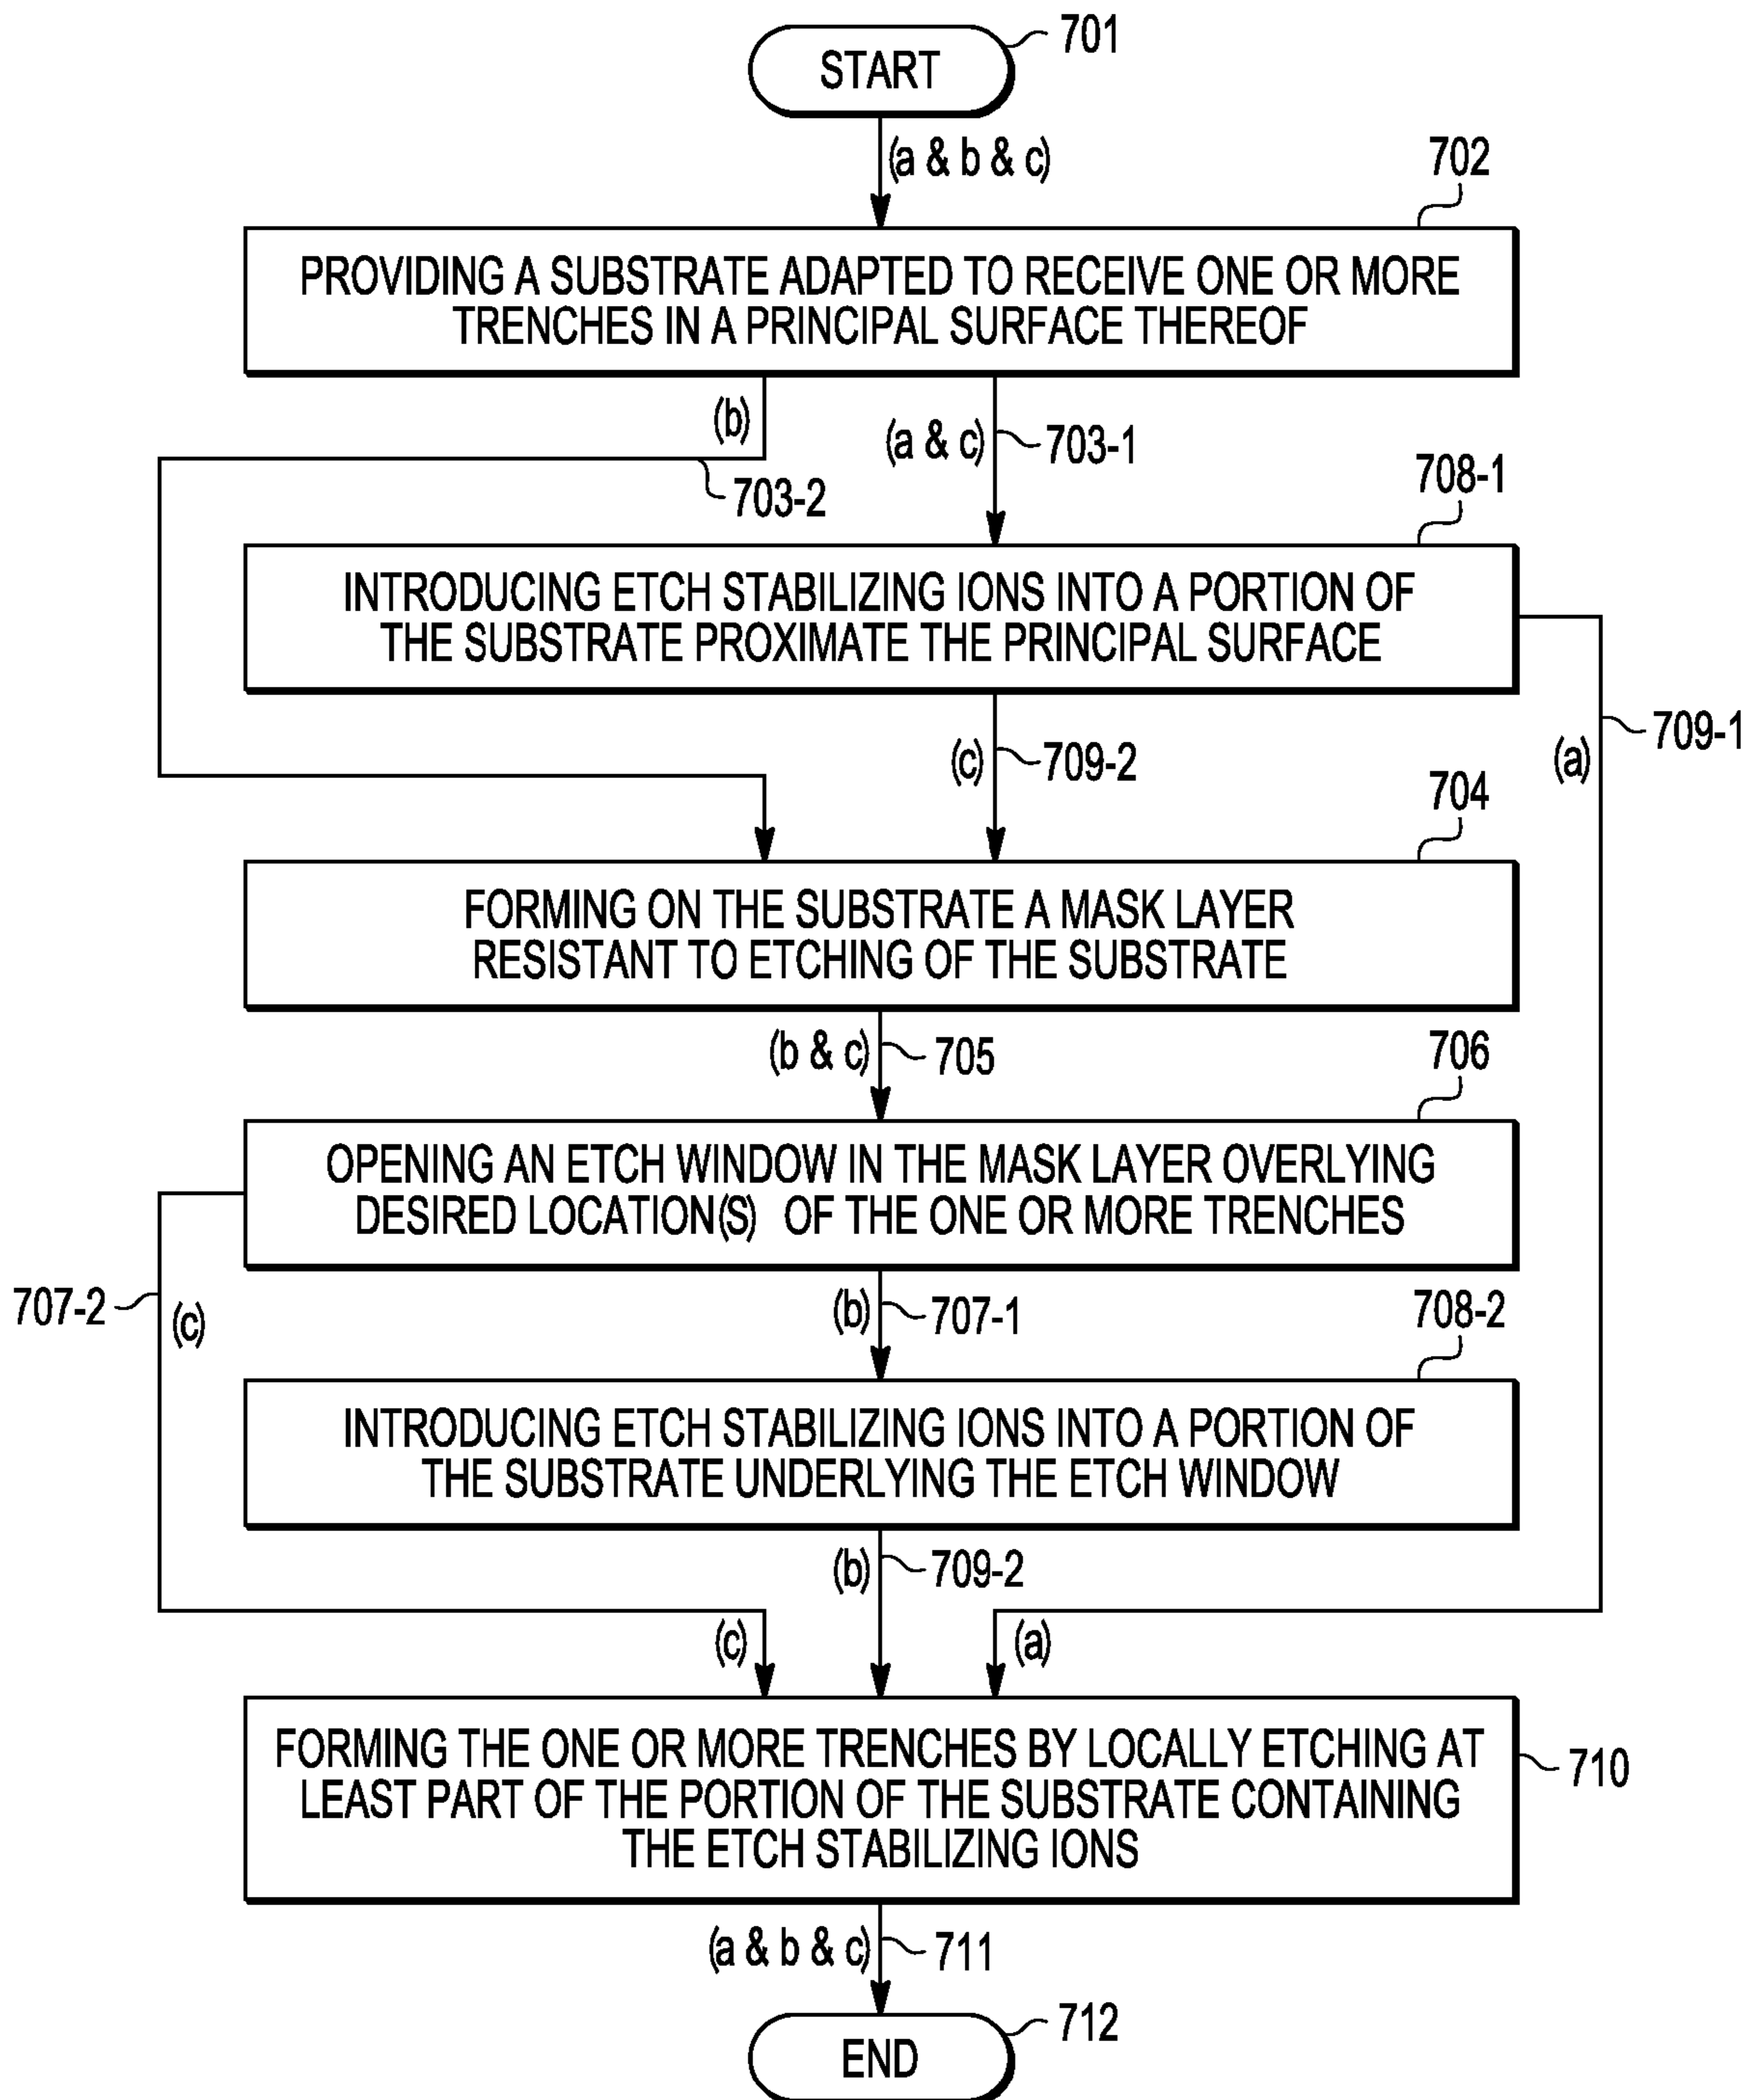 701
START
(a & b & c)
702
PROVIDING A SUBSTRATE ADAPTED TO RECEIVE ONE OR MORE
TRENCHES IN A PRINCIPAL SURFACE THEREOF
(b)
(a & c)
703-1
703-2
708-1
INTRODUCING ETCH STABILIZING IONS INTO A PORTION OF
THE SUBSTRATE PROXIMATE THE PRINCIPAL SURFACE
(c)
709-2
(a)
709-1
704
FORMING ON THE SUBSTRATE A MASK LAYER
RESISTANT TO ETCHING OF THE SUBSTRATE
(b & c)
705
706
OPENING AN ETCH WINDOW IN THE MASK LAYER OVERLYING
DESIRED LOCATION(S) OF THE ONE OR MORE TRENCHES
707-2
(c)
(b)
707-1
708-2
INTRODUCING ETCH STABILIZING IONS INTO A PORTION OF
THE SUBSTRATE UNDERLYING THE ETCH WINDOW
(b)
709-2
(c)
(a)
FORMING THE ONE OR MORE TRENCHES BY LOCALLY ETCHING AT
LEAST PART OF THE PORTION OF THE SUBSTRATE CONTAINING
THE ETCH STABILIZING IONS
710
(a & b & c)
711
712
END